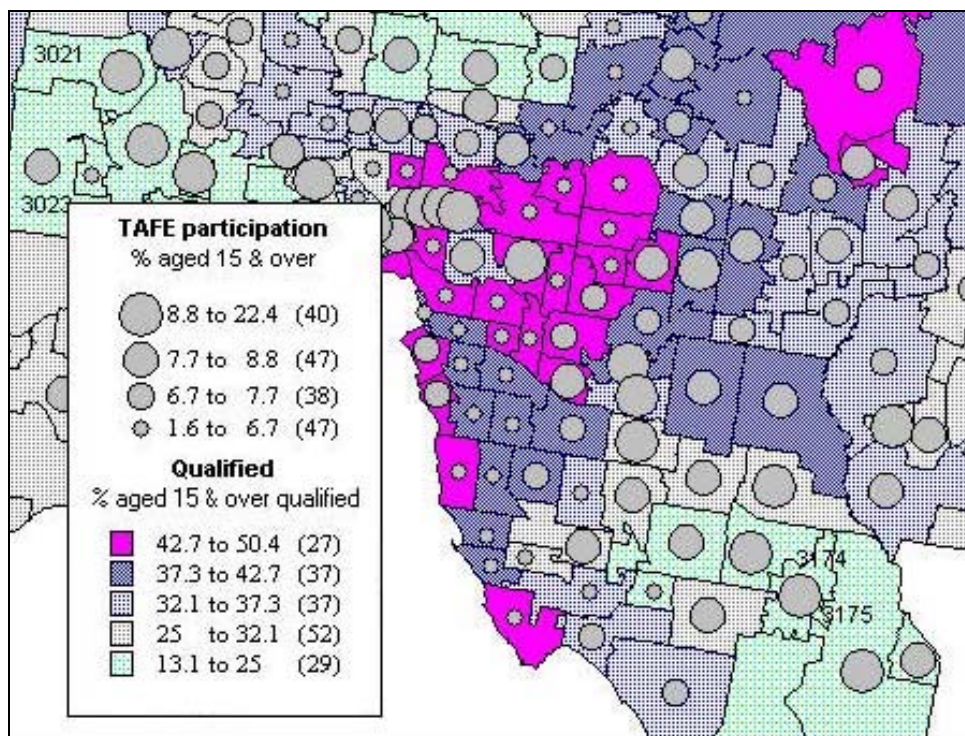 3021
3023
TAFE participation
% aged 15 & over
8.8 to 22.4 (40)
7.7 to 8.8 (47)
6.7 to 7.7 (38)
1.6 to 6.7 (47)
Qualified
% aged 15 & over qualified
42.7 to 50.4 (27)
37.3 to 42.7 (37)
32.1 to 37.3 (37)
25 to 32.1 (52)
13.1 to 25 (29)
3174
3175